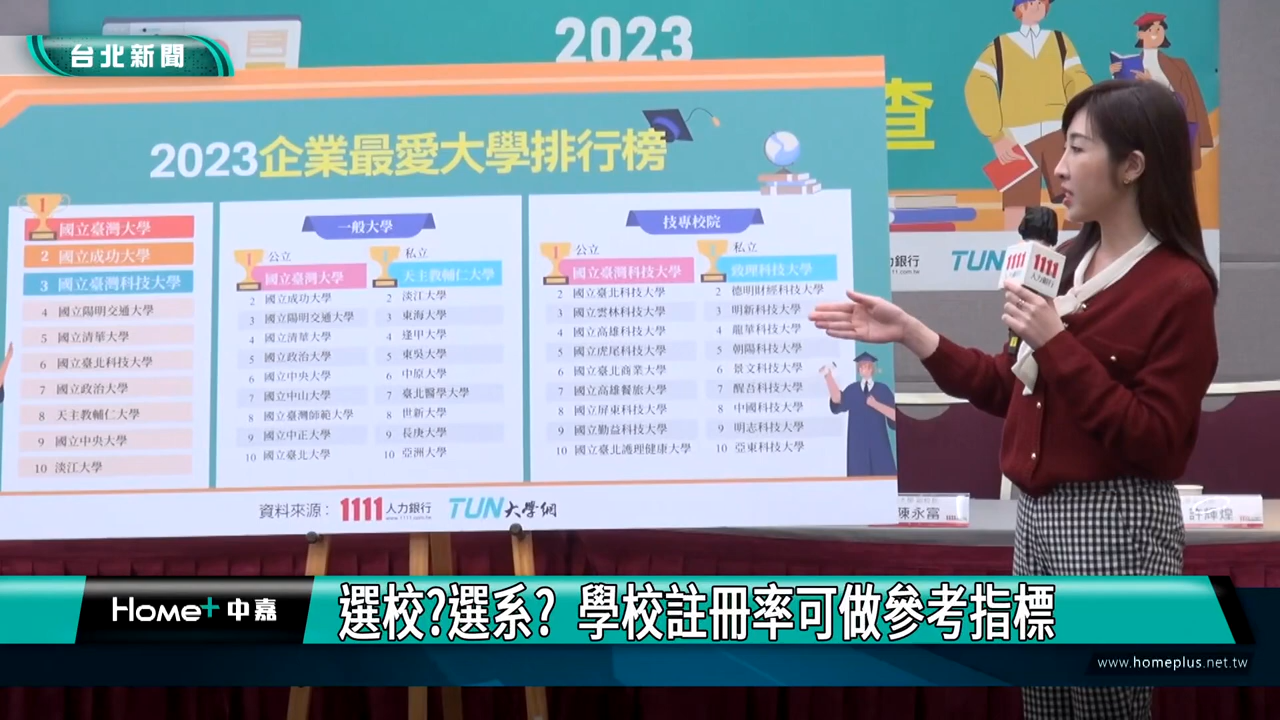 台北新聞
2023
查
2023企業最愛大學排行榜
1 國立臺灣大學
2 國立成功大學
3 國立臺灣科技大學
4 國立陽明交通大學
5 國立清華大學
6 國立臺北科技大學
7 國立政治大學
8 天主教輔仁大學
9 國立中央大學
10 淡江大學
一般大學
公立
1 國立臺灣大學
2 國立成功大學
3 國立陽明交通大學
4 國立清華大學
5 國立政治大學
6 國立中央大學
7 國立中山大學
8 國立臺灣師範大學
9 國立中正大學
10 國立臺北大學
私立
1 天主教輔仁大學
2 淡江大學
3 東海大學
4 逢甲大學
5 東吳大學
6 中原大學
7 臺北醫學大學
8 世新大學
9 長庚大學
10 亞洲大學
技專校院
公立
1 國立臺灣科技大學
2 國立臺北科技大學
3 國立雲林科技大學
4 國立高雄科技大學
5 國立虎尾科技大學
6 國立臺北商業大學
7 國立高雄餐旅大學
8 國立屏東科技大學
9 國立勤益科技大學
10 國立臺北護理健康大學
私立
1 致理科技大學
2 德明財經科技大學
3 明新科技大學
4 龍華科技大學
5 朝陽科技大學
6 景文科技大學
7 醒吾科技大學
8 中國科技大學
9 明志科技大學
10 亞東科技大學
資料來源： 1111人力銀行 www.1111.com.tw TUN大學網
力銀行
TUN
1111 1111
人力銀行
陳永富
許輝煌
Home+ 中嘉
選校?選系? 學校註冊率可做參考指標
www.homeplus.net.tw